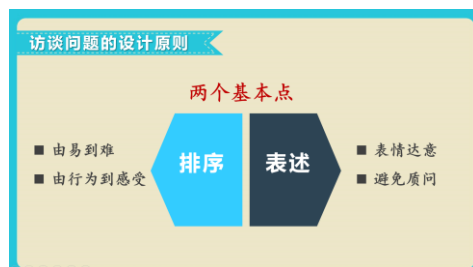 访谈问题的设计原则
两个基本点
■ 由易到难
■ 由行为到感受
排序
表述
■ 表情达意
■ 避免质问